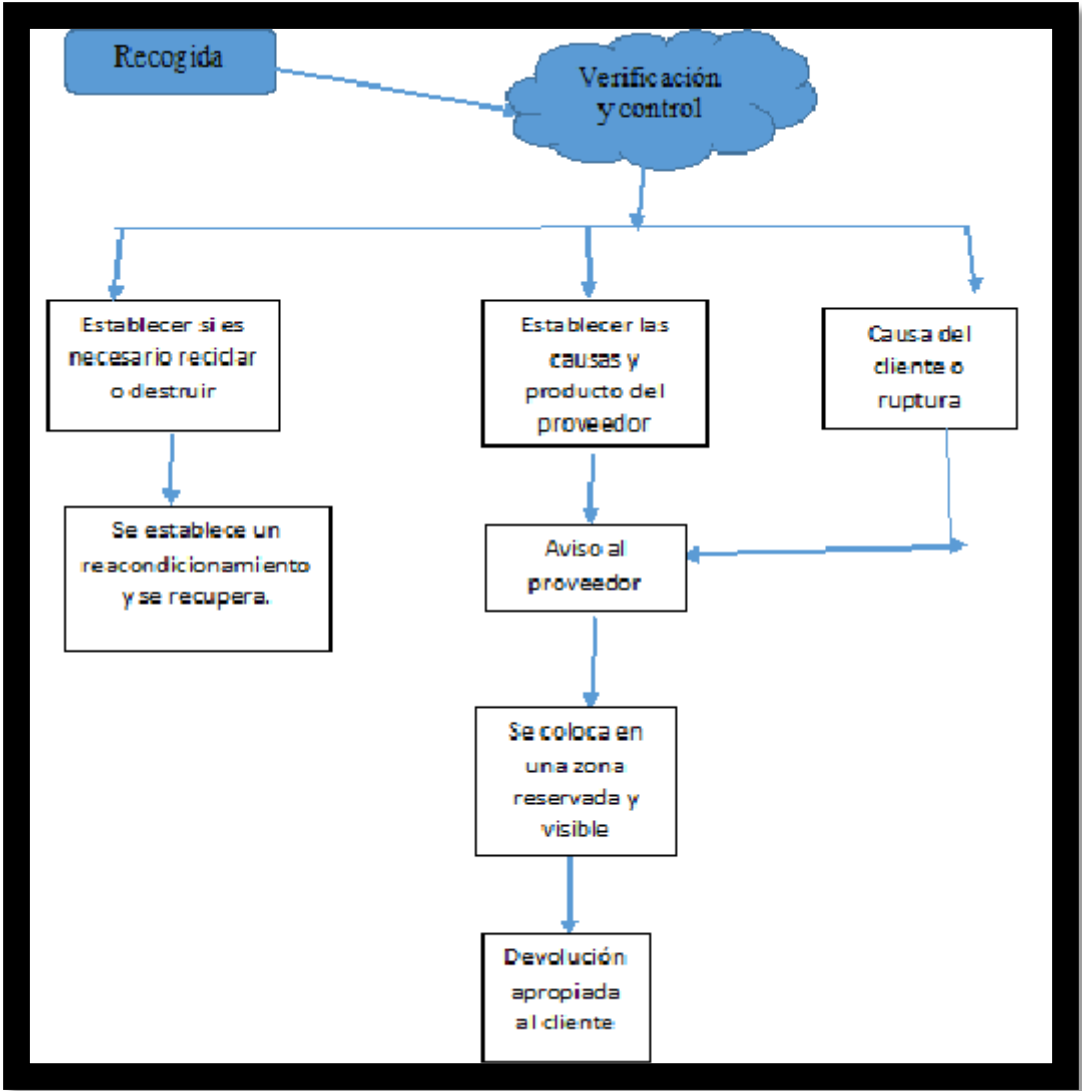 Recogida
Verificación
y control
Establecer si es
necesario reciclar
o destruir
Establecer las
causas y
producto del
proveedor
Causa del
cliente o
ruptura
Se establece un
reacondicionamiento
y se recupera.
Aviso al
proveedor
Se coloca en
una zona
reservada y
visible
Devolución
apropiada
al cliente